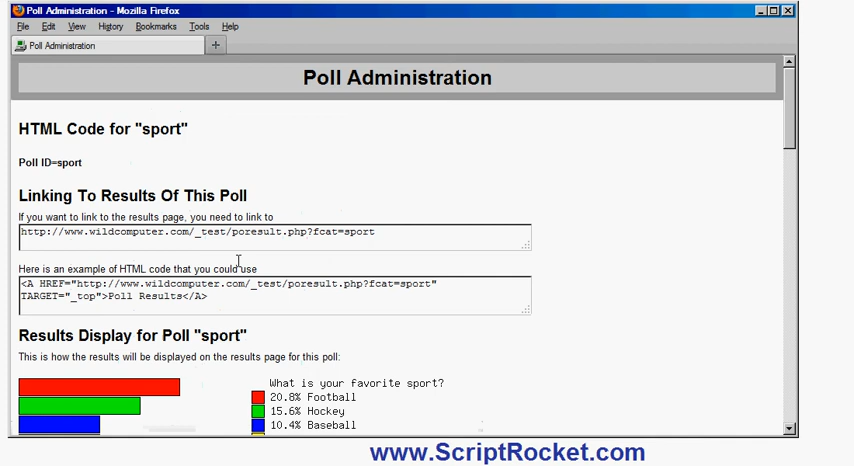 Poll Administration - Mozilla Firefox
File Edit View History Bookmarks Tools Help
Poll Administration
Poll Administration
HTML Code for "sport"
Poll ID=sport
Linking To Results Of This Poll
If you want to link to the results page, you need to link to
http://www.wildcomputer.com/_test/poresult.php?fcat=sport
Here is an example of HTML code that you could use
<A HREF="http://www.wildcomputer.com/_test/poresult.php?fcat=sport"
TARGET="_top">Poll Results</A>
Results Display for Poll "sport"
This is how the results will be displayed on the results page for this poll:
What is your favorite sport?
20.8% Football
15.6% Hockey
10.4% Baseball
www.ScriptRocket.com